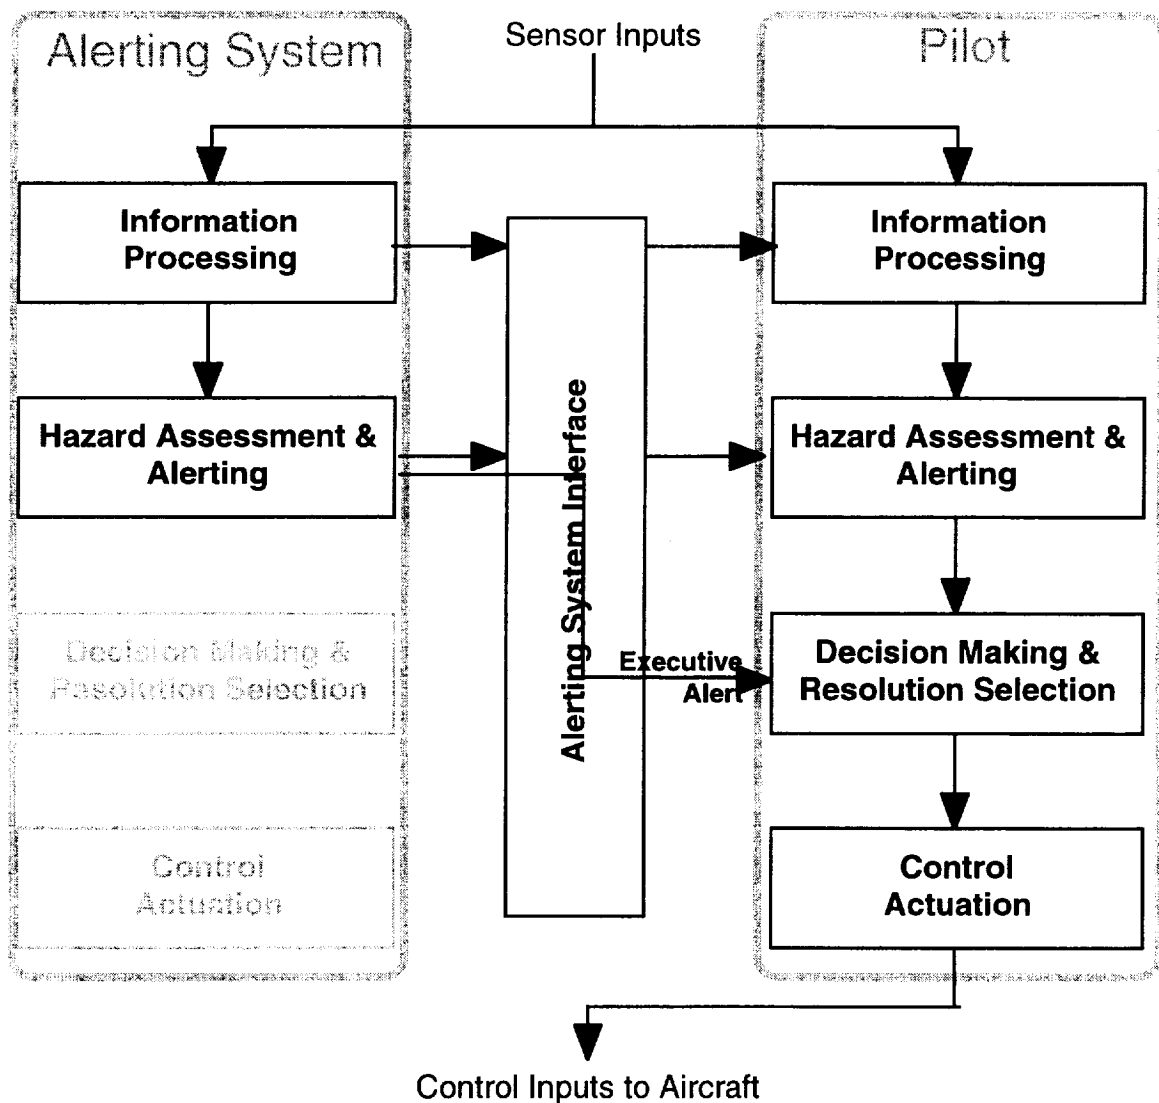 Alerting System
Sensor Inputs
Pilot
Information
Processing
Information
Processing
Hazard Assessment &
Alerting
Alerting System Interface
Hazard Assessment &
Alerting
Decision Making &
Resolution Selection
Executive
Alert
Decision Making &
Resolution Selection
Control
Actuation
Control
Actuation
Control Inputs to Aircraft